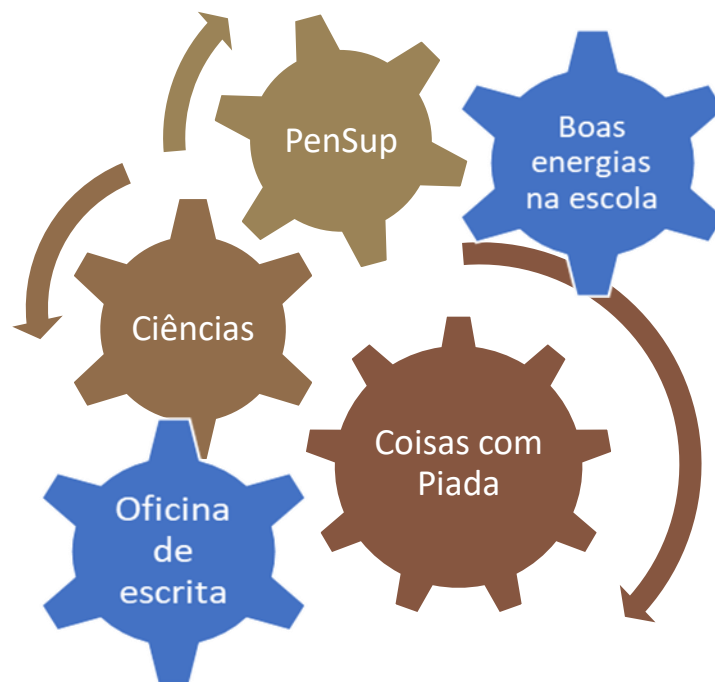 PenSup
Boas
energias
na escola
Ciências
Coisas com
Piada
Oficina
de
escrita